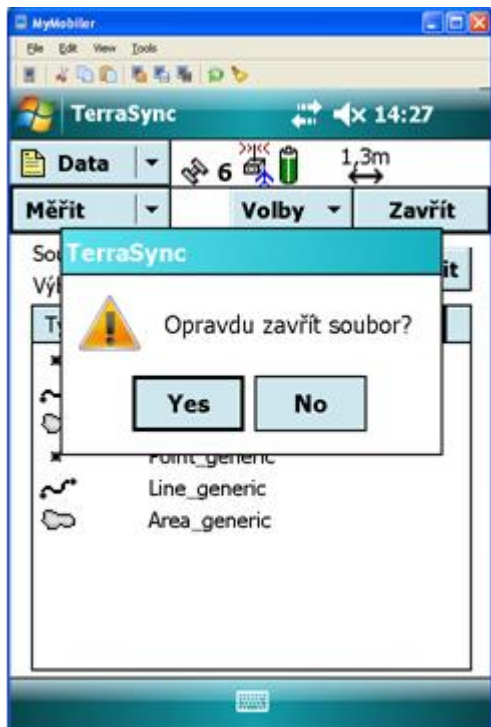 MyMobiler
File Edit View Tools
TerraSync 14:27
Data 6 1,3m
Měřit Volby Zavřít
TerraSync
Opravdu zavřít soubor?
Yes No
Point_generic
Line_generic
Area_generic